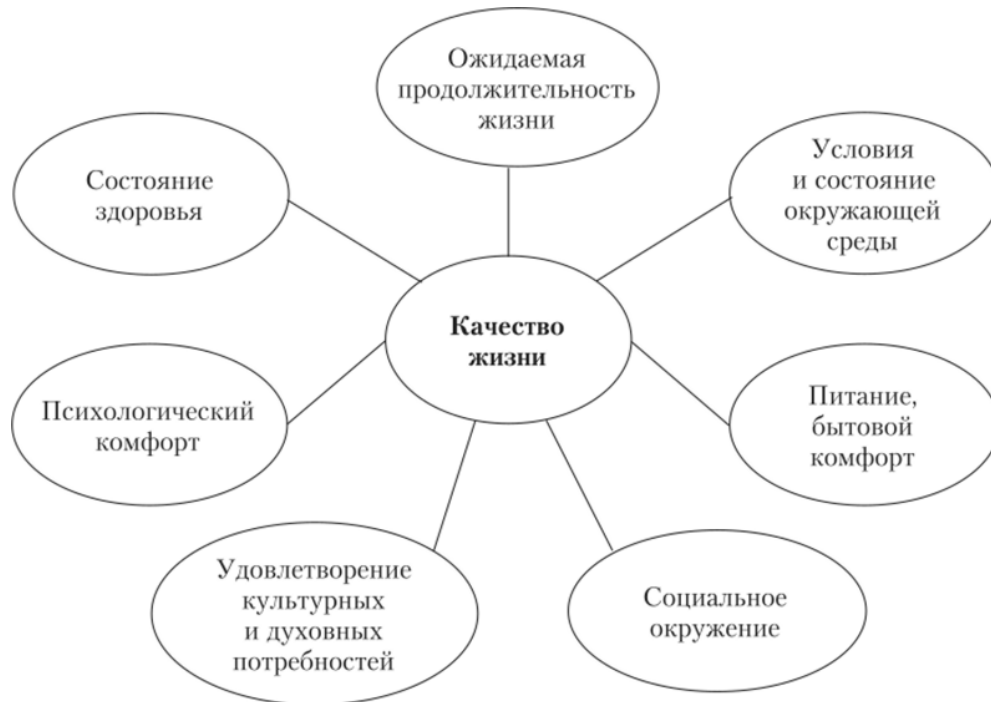 Ожидаемая
продолжительность
жизни
Состояние
здоровья
Условия
и состояние
окружающей
среды
Качество
жизни
Психологический
комфорт
Питание,
бытовой
комфорт
Удовлетворение
культурных
и духовных
потребностей
Социальное
окружение